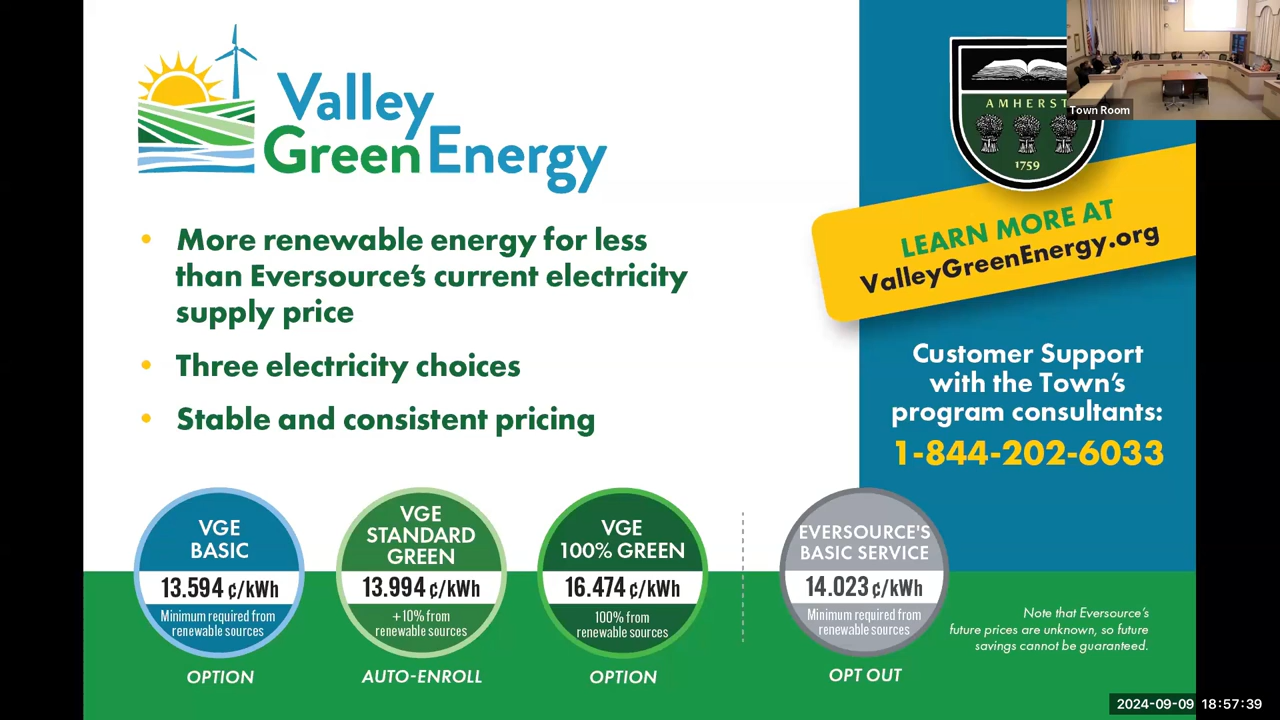 Valley
Green Energy
More renewable energy for less
than Eversource's current electricity
supply price
Three electricity choices
Stable and consistent pricing
AMHERST
1759
Town Room
LEARN MORE AT
ValleyGreenEnergy.org
Customer Support
with the Town's
program consultants:
1-844-202-6033
VGE
BASIC
13.594 ¢/kWh
Minimum required from
renewable sources
OPTION
VGE
STANDARD
GREEN
13.994 ¢/kWh
+10% from
renewable sources
AUTO-ENROLL
VGE
100% GREEN
16.474 ¢/kWh
100% from
renewable sources
OPTION
EVERSOURCE'S
BASIC SERVICE
14.023 ¢/kWh
Minimum required from
renewable sources
OPT OUT
Note that Eversource's
future prices are unknown, so future
savings cannot be guaranteed.
2024-09-09 18:57:39